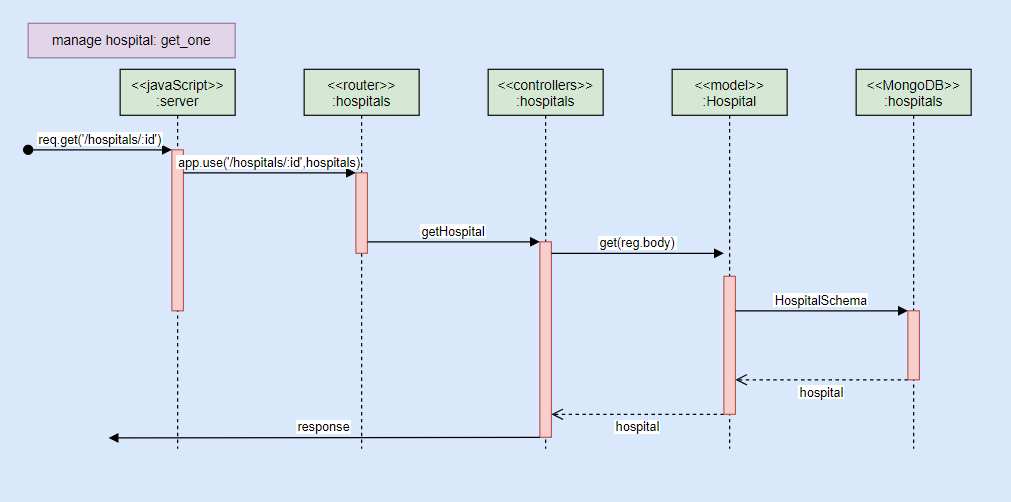 manage hospital: get_one
<<javaScript>>
:server
<<router>>
:hospitals
<<controllers>>
:hospitals
<<model>>
:Hospital
<<MongoDB>>
:hospitals
req.get('/hospitals/:id')
app.use('/hospitals/:id',hospitals)
getHospital
get(reg.body)
HospitalSchema
hospital
hospital
response